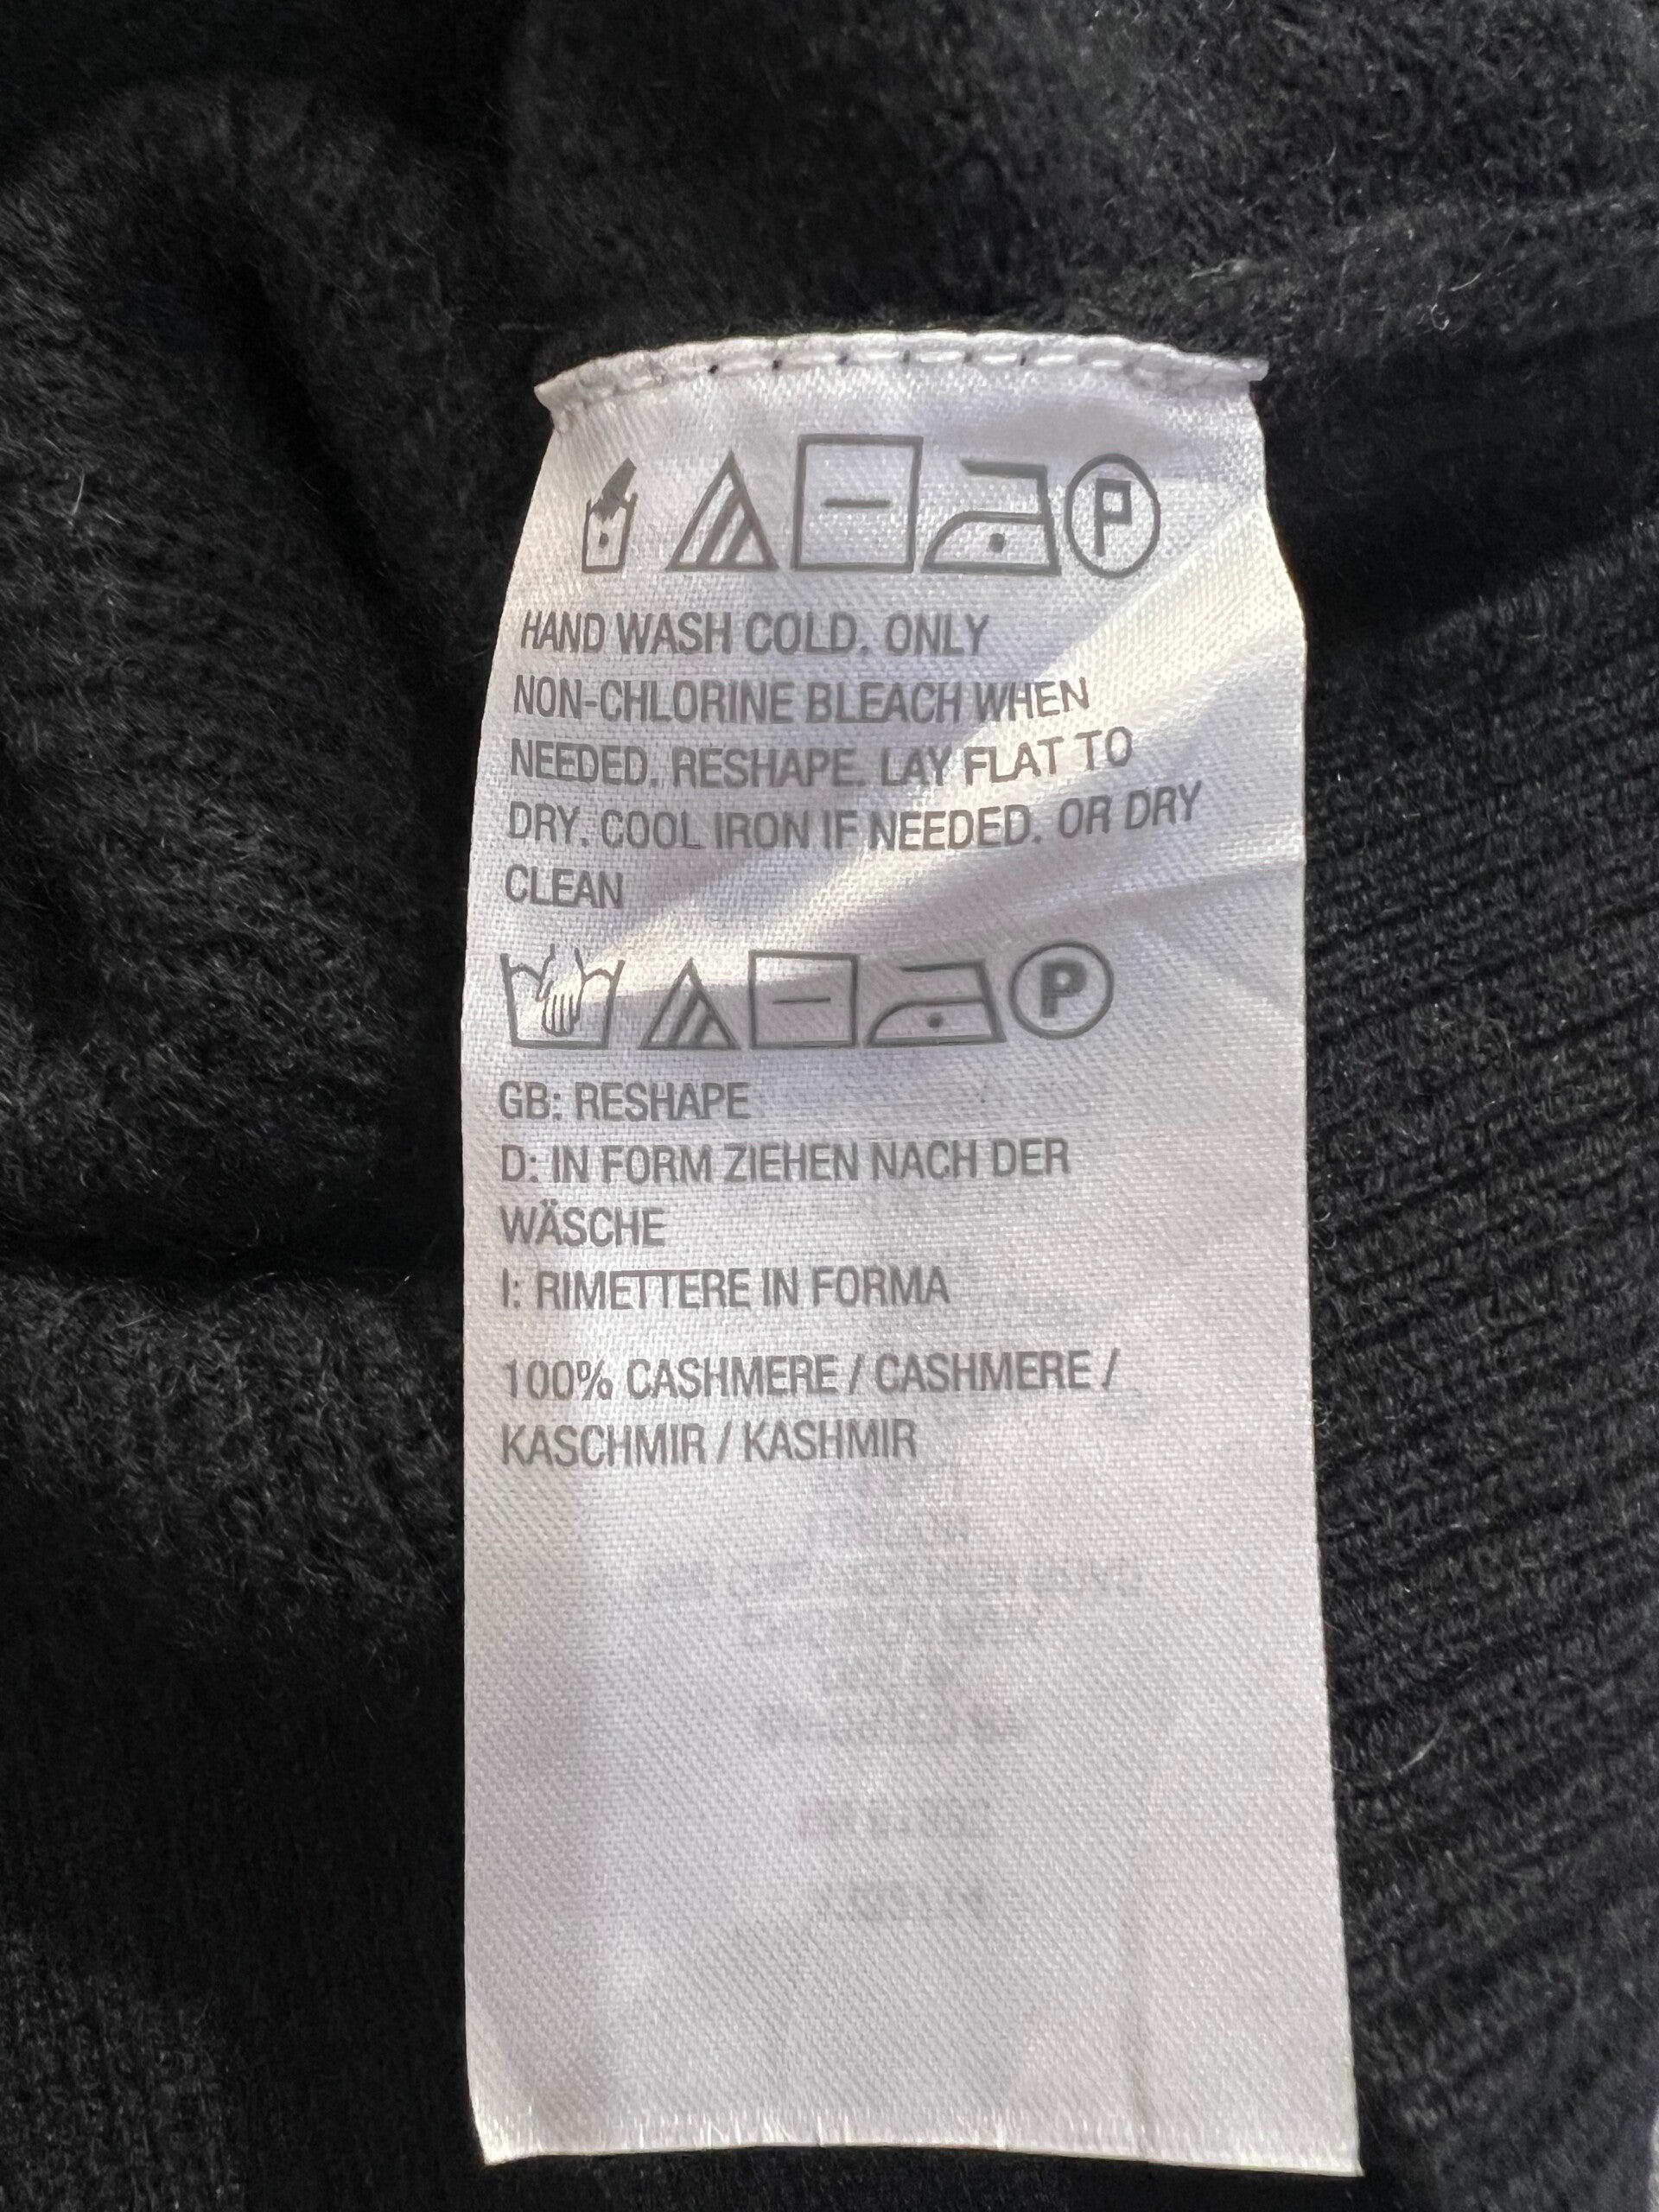 P
HAND WASH COLD. ONLY
NON-CHLORINE BLEACH WHEN
NEEDED. RESHAPE. LAY FLAT TO
DRY. COOL IRON IF NEEDED. OR DRY
CLEAN
P
GB: RESHAPE
D: IN FORM ZIEHEN NACH DER
WÄSCHE
I: RIMETTERE IN FORMA
100% CASHMERE / CASHMERE /
KASCHMIR / KASHMIR